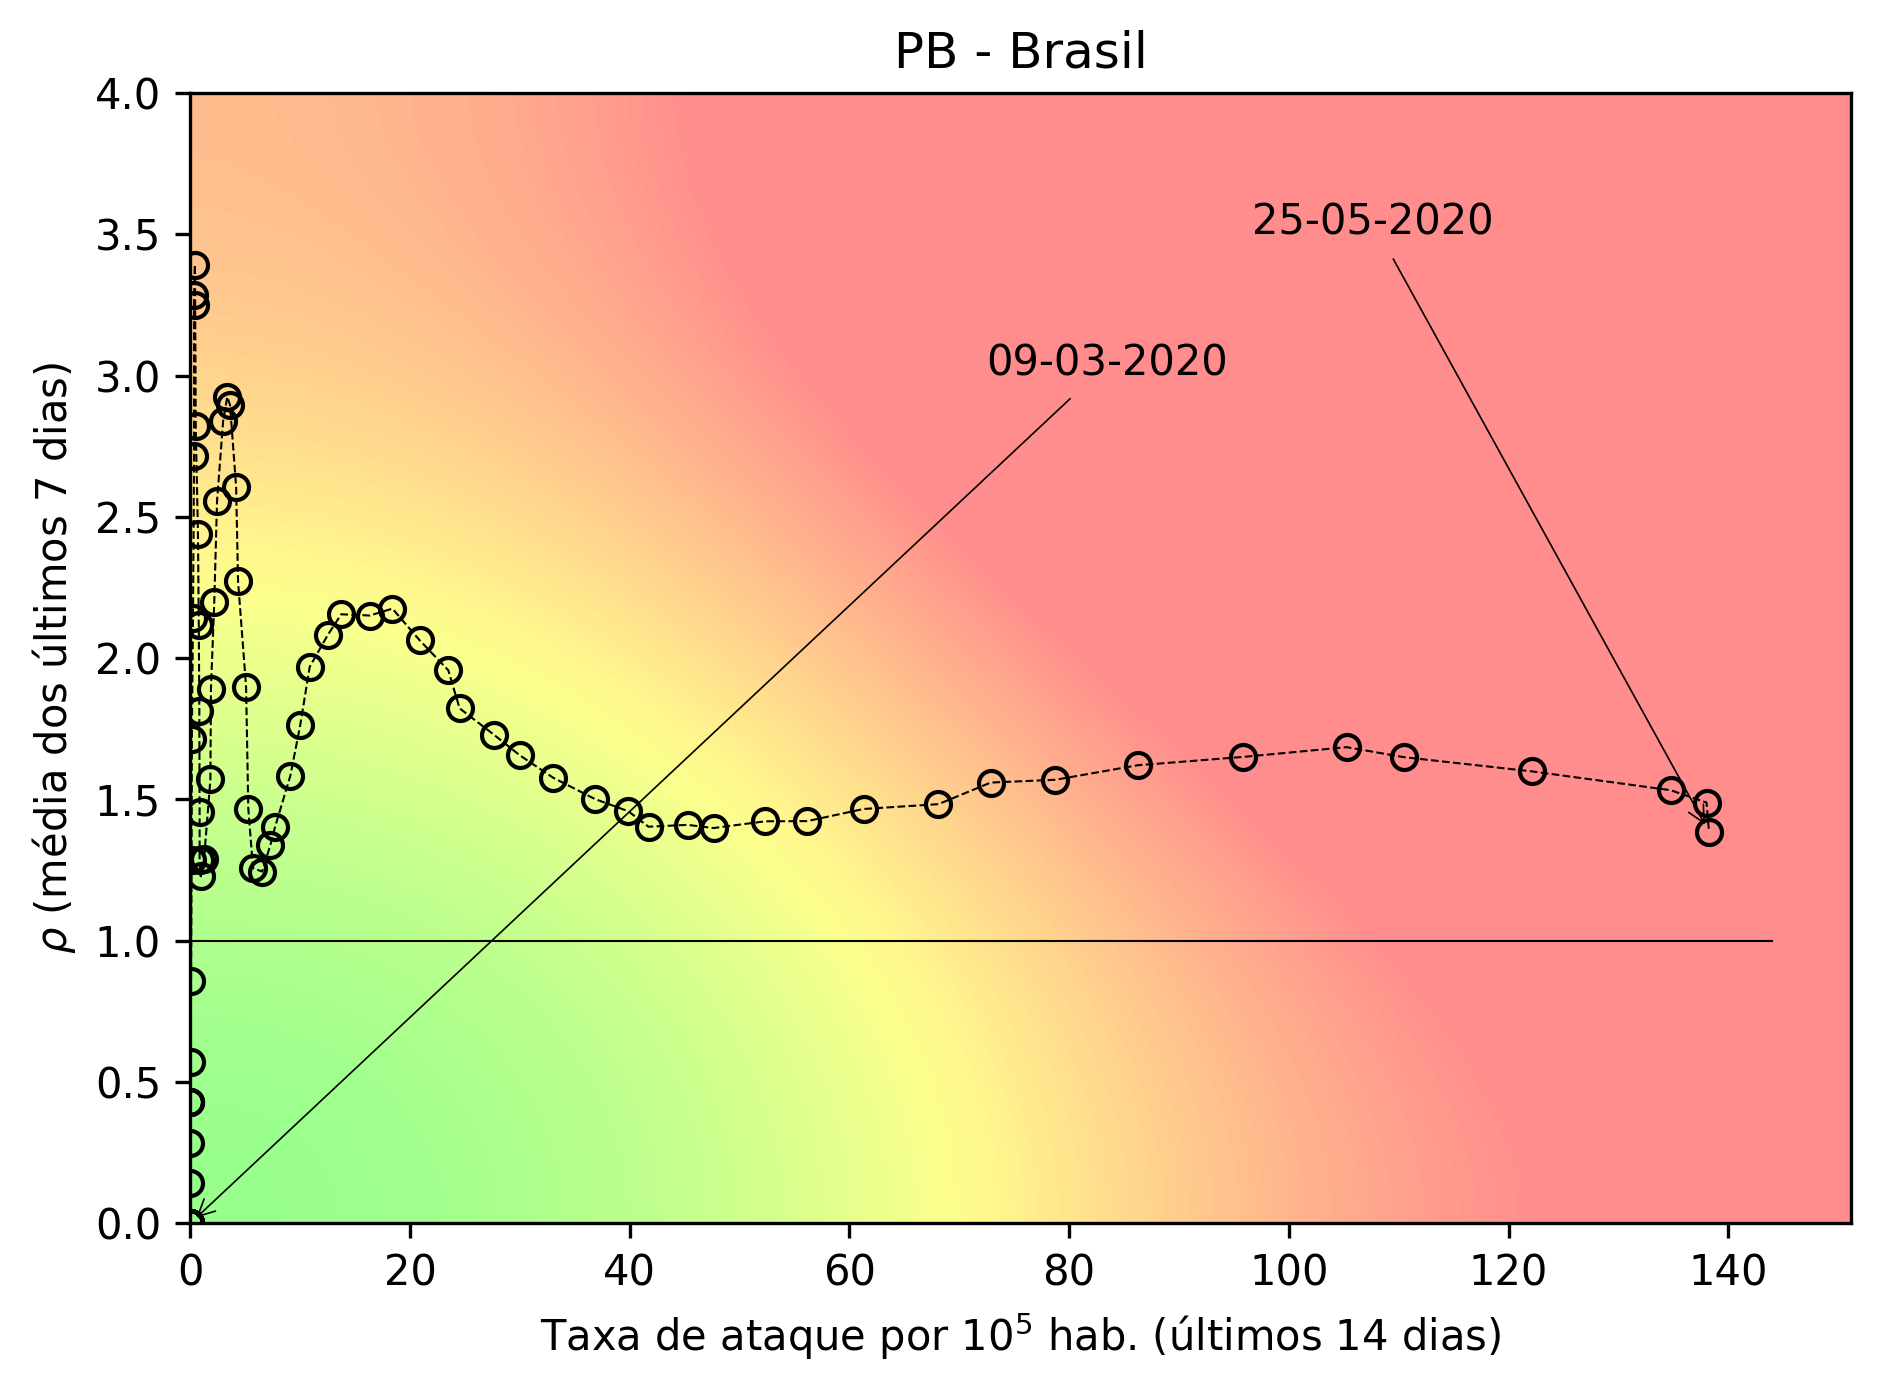 PB - Brasil
4.0
3.5
3.0
2.5
2.0
1.5
1.0
0.5
0.0
ρ (média dos últimos 7 dias)
25-05-2020
09-03-2020
0 20 40 60 80 100 120 140
Taxa de ataque por 10⁵ hab. (últimos 14 dias)